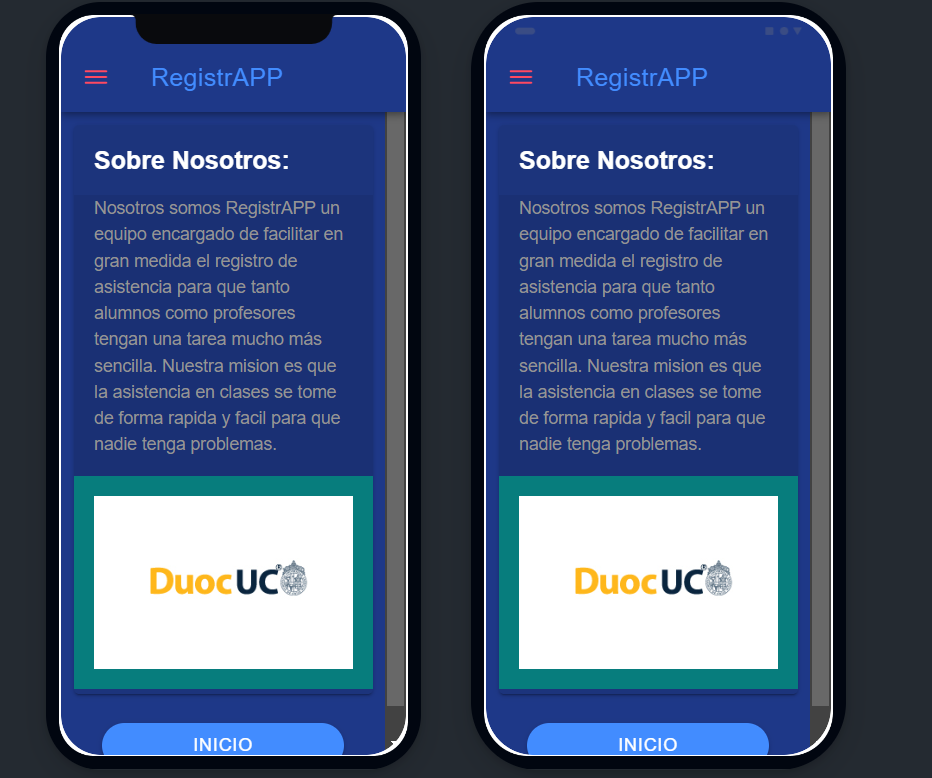 RegistrAPP
Sobre Nosotros:
Nosotros somos RegistrAPP un
equipo encargado de facilitar en
gran medida el registro de
asistencia para que tanto
alumnos como profesores
tengan una tarea mucho más
sencilla. Nuestra mision es que
la asistencia en clases se tome
de forma rapida y facil para que
nadie tenga problemas.
DuocUC®
INICIO
RegistrAPP
Sobre Nosotros:
Nosotros somos RegistrAPP un
equipo encargado de facilitar en
gran medida el registro de
asistencia para que tanto
alumnos como profesores
tengan una tarea mucho más
sencilla. Nuestra mision es que
la asistencia en clases se tome
de forma rapida y facil para que
nadie tenga problemas.
DuocUC®
INICIO